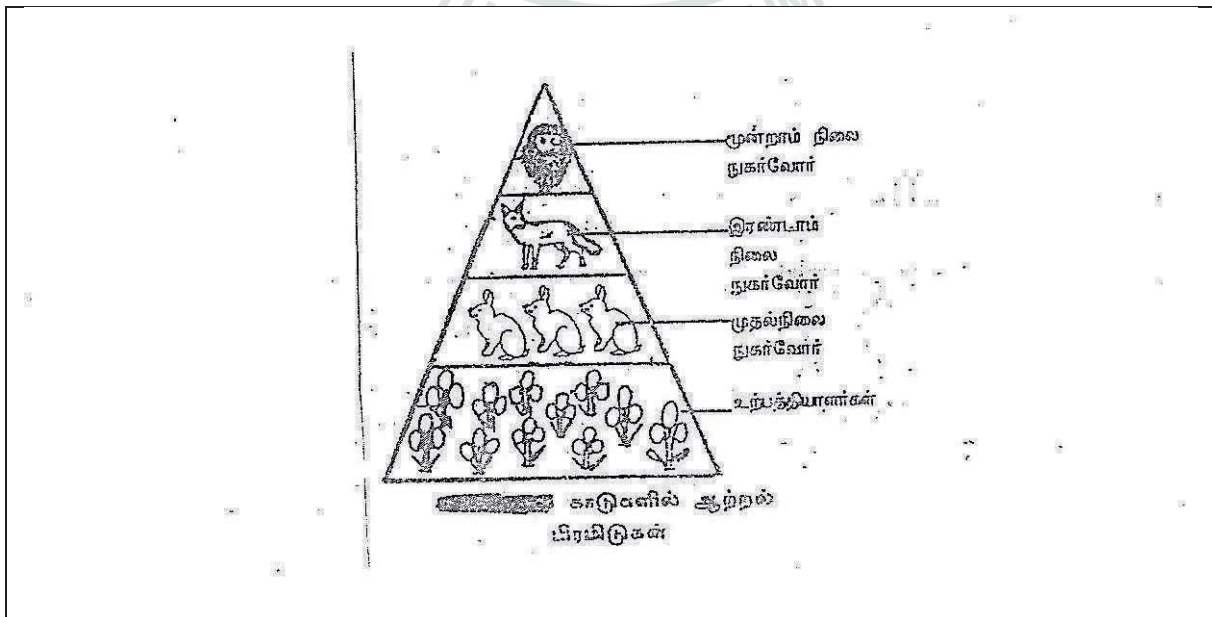 மூன்றாம் நிலை
நுகர்வோர்
இரண்டாம்
நிலை
நுகர்வோர்
முதல்நிலை
நுகர்வோர்
உற்பத்தியாளர்கள்
காடுகளில் ஆற்றல்
பிரமிடுகள்